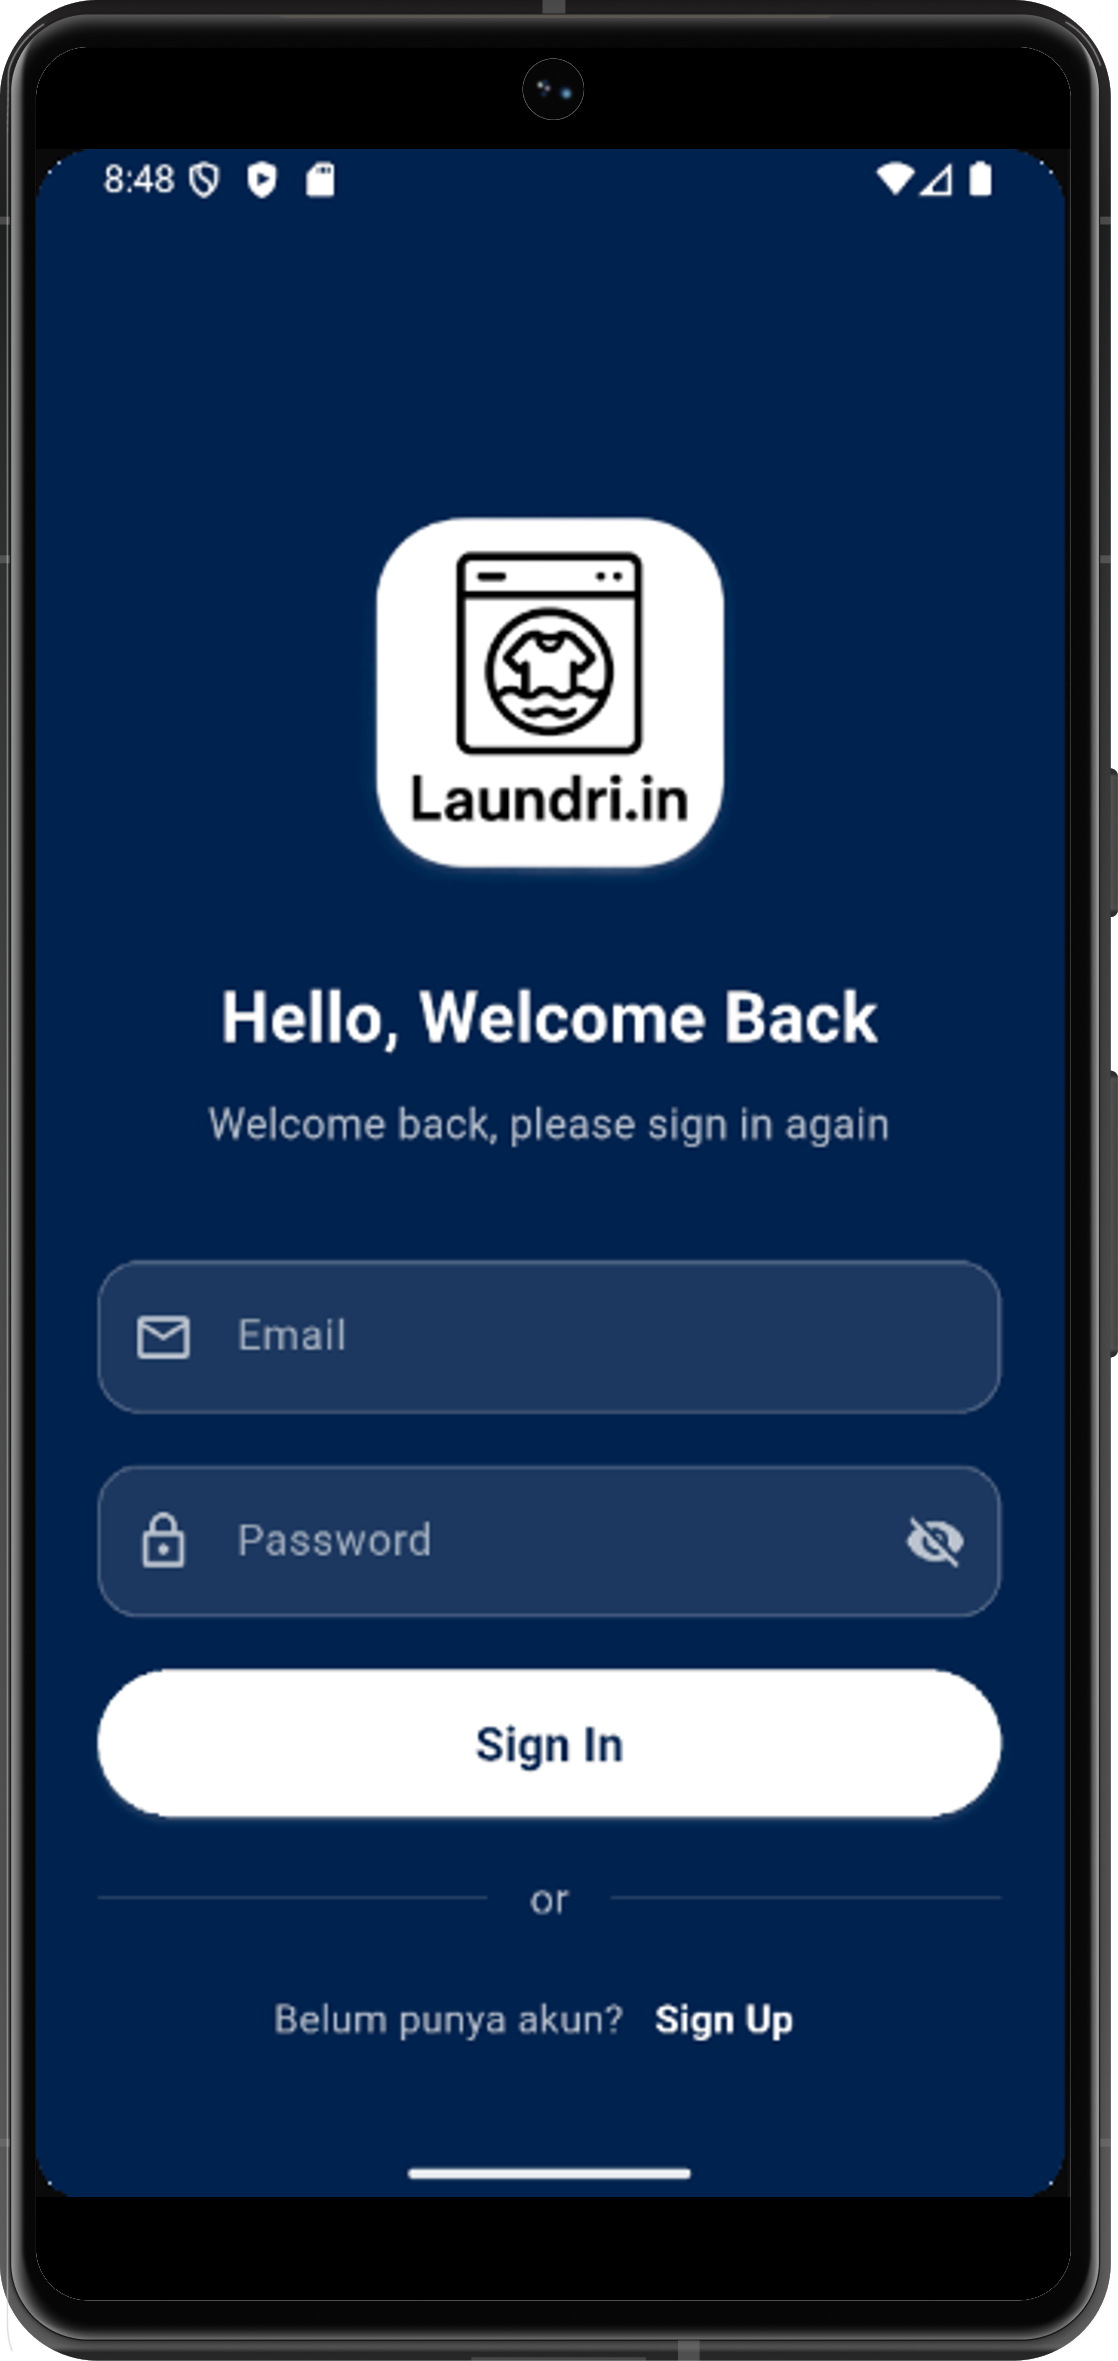 8:48
Laundri.in
Hello, Welcome Back
Welcome back, please sign in again
Email
Password
Sign In
or
Belum punya akun? Sign Up